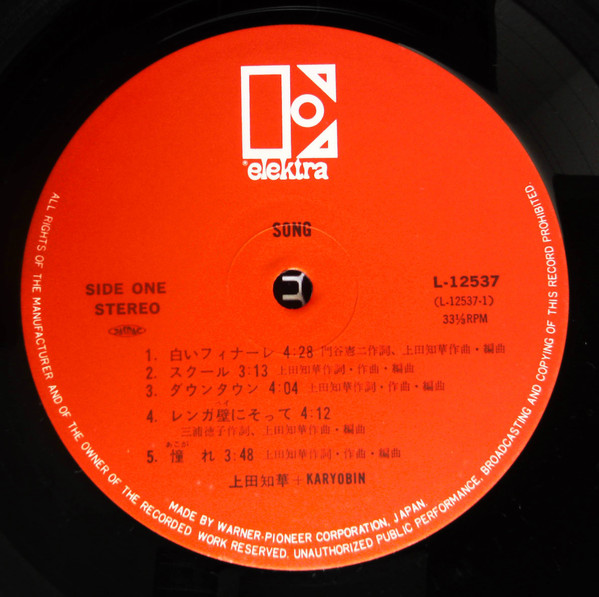 elektra
SONG
SIDE ONE
STEREO
L-12537
(L-12537-1)
33⅓RPM
1. 白いフィナーレ 4:28 門谷憲二作詞、上田知華作曲・編曲
2. スクール 3:13 上田知華作詞・作曲・編曲
3. ダウンタウン 4:04 上田知華作詞・作曲・編曲
4. レンガ壁にそって 4:12
三浦徳子作詞、上田知華作曲・編曲
あこが
5. 憧れ 3:48 上田知華作詞・作曲・編曲
上田知華+KARYOBIN
ALL RIGHTS OF THE MANUFACTURER AND OF THE OWNER OF THE RECORDED WORK RESERVED. UNAUTHORIZED PUBLIC PERFORMANCE, BROADCASTING AND COPYING OF THIS RECORD PROHIBITED.
MADE BY WARNER-PIONEER CORPORATION, JAPAN.